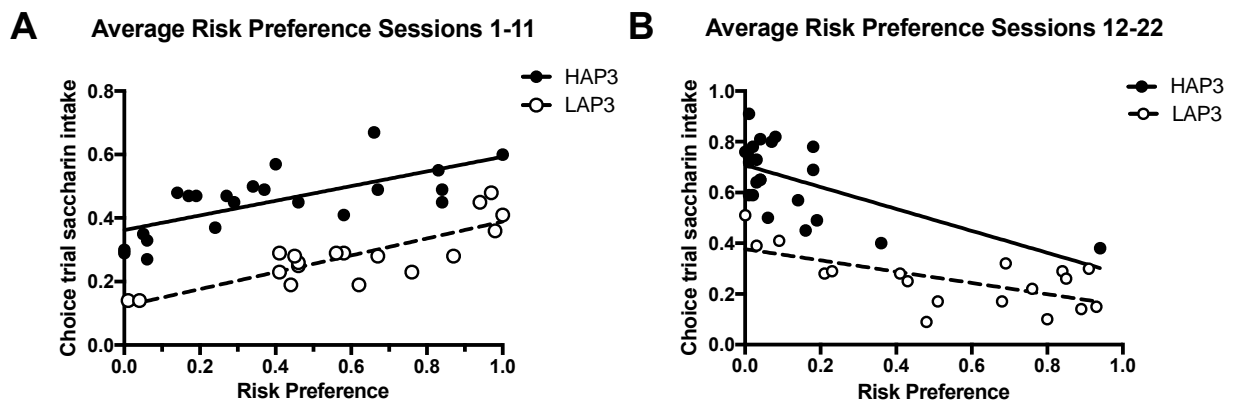 A
Average Risk Preference Sessions 1-11
HAP3
LAP3
Choice trial saccharin intake
0.8
0.6
0.4
0.2
0.0
0.0 0.2 0.4 0.6 0.8 1.0
Risk Preference
B
Average Risk Preference Sessions 12-22
HAP3
LAP3
Choice trial saccharin intake
1.0
0.8
0.6
0.4
0.2
0.0
0.0 0.2 0.4 0.6 0.8 1.0
Risk Preference